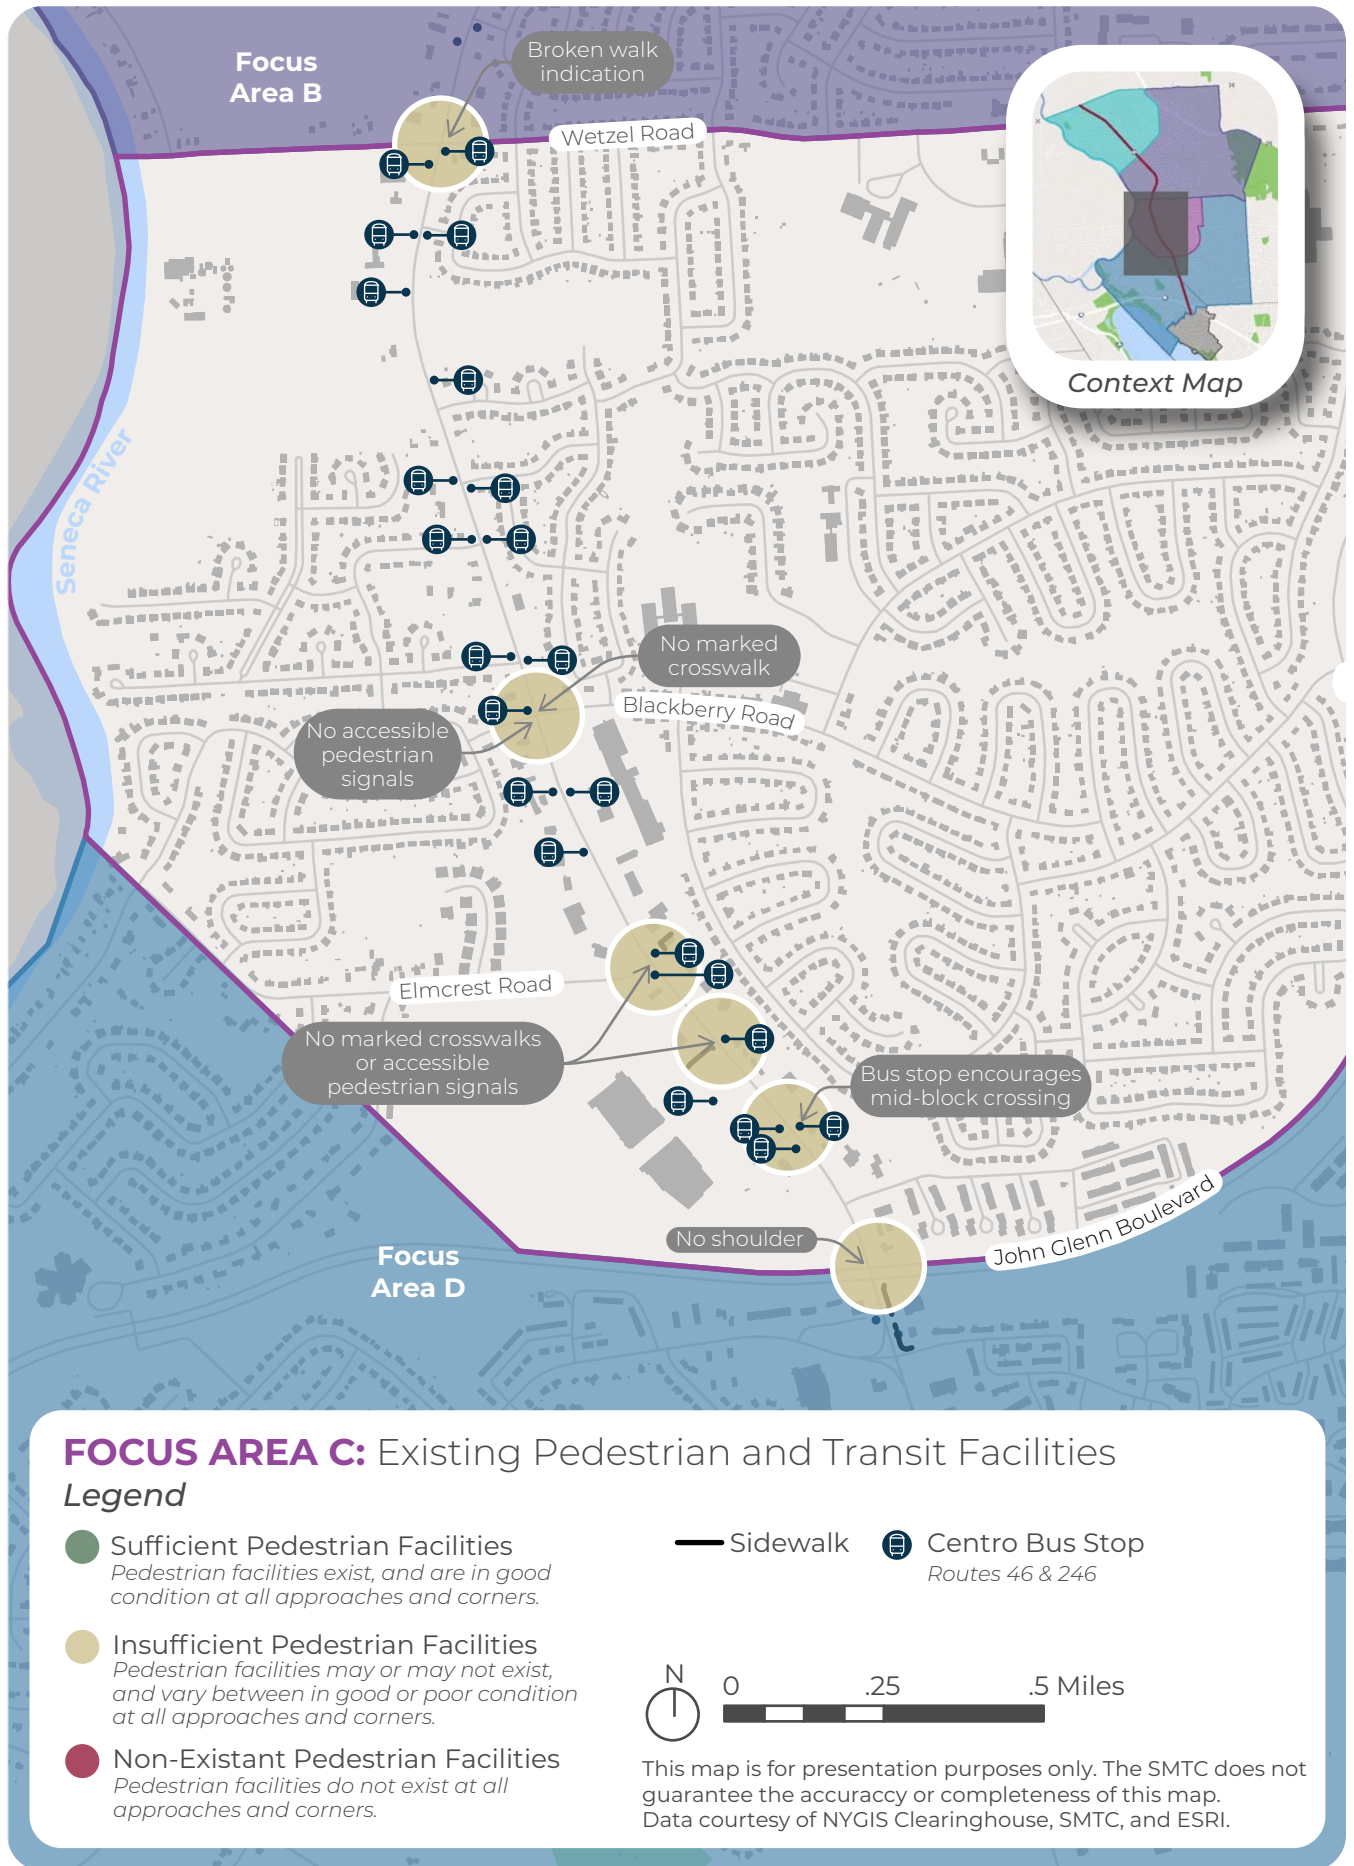 Focus
Area B
Broken walk
indication
Wetzel Road
Context Map
Seneca River
No marked
crosswalk
Blackberry Road
No accessible
pedestrian
signals
Elmcrest Road
No marked crosswalks
or accessible
pedestrian signals
Bus stop encourages
mid-block crossing
No shoulder
John Glenn Boulevard
Focus
Area D
FOCUS AREA C: Existing Pedestrian and Transit Facilities
Legend
Sufficient Pedestrian Facilities
Pedestrian facilities exist, and are in good
condition at all approaches and corners.
Insufficient Pedestrian Facilities
Pedestrian facilities may or may not exist,
and vary between in good or poor condition
at all approaches and corners.
Non-Existant Pedestrian Facilities
Pedestrian facilities do not exist at all
approaches and corners.
Sidewalk
Centro Bus Stop
Routes 46 & 246
N
0 .25 .5 Miles
This map is for presentation purposes only. The SMTC does not
guarantee the accuraccy or completeness of this map.
Data courtesy of NYGIS Clearinghouse, SMTC, and ESRI.